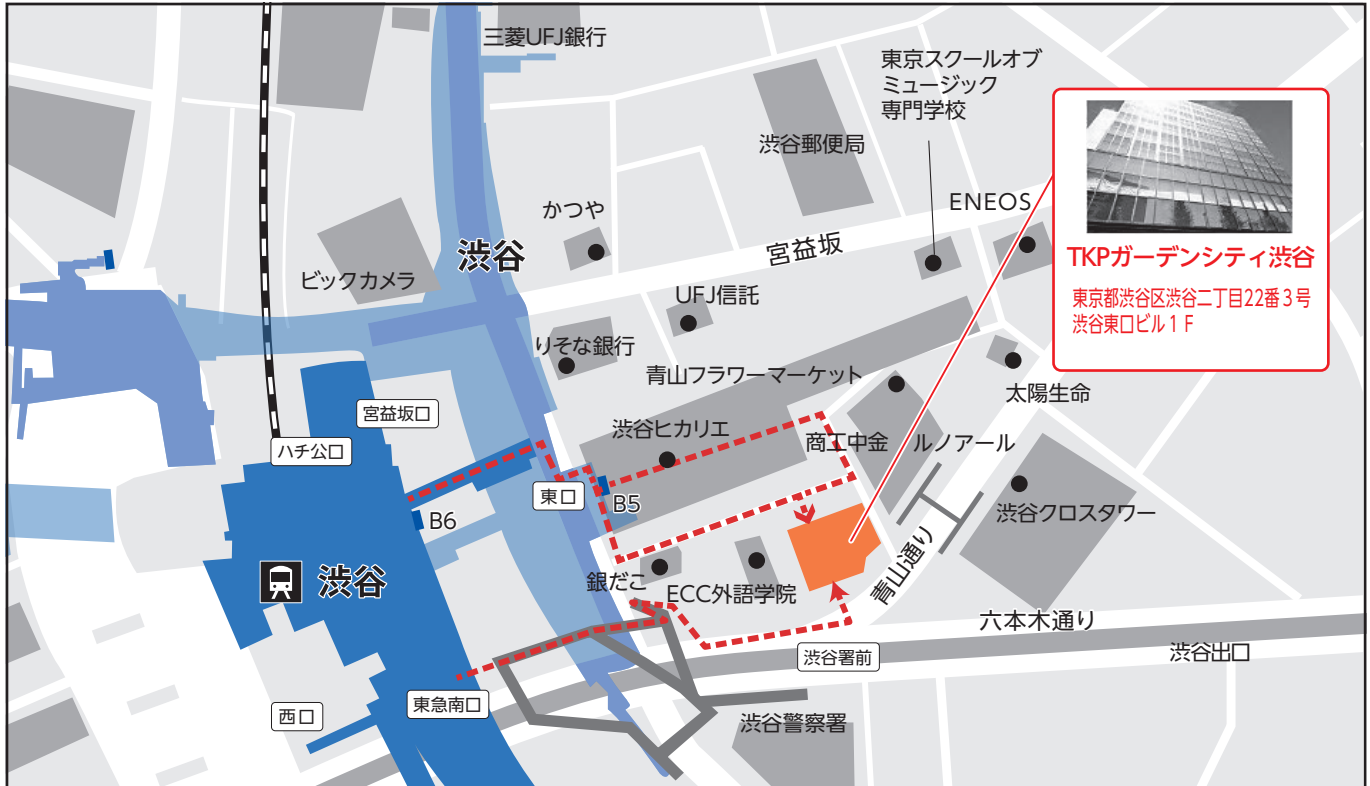 三菱UFJ銀行
東京スクールオブ
ミュージック
専門学校
渋谷郵便局
かつや
ENEOS
宮益坂
渋谷
ビックカメラ
TKPガーデンシティ渋谷
東京都渋谷区渋谷二丁目22番3号
渋谷東口ビル1F
UFJ信託
りそな銀行
青山フラワーマーケット
太陽生命
宮益坂口
渋谷ヒカリエ
商工中金
ルノアール
ハチ公口
東口
B5
B6
渋谷クロスタワー
渋谷
銀だこ
ECC外語学院
青山通り
六本木通り
渋谷署前
渋谷出口
東急南口
西口
渋谷警察署